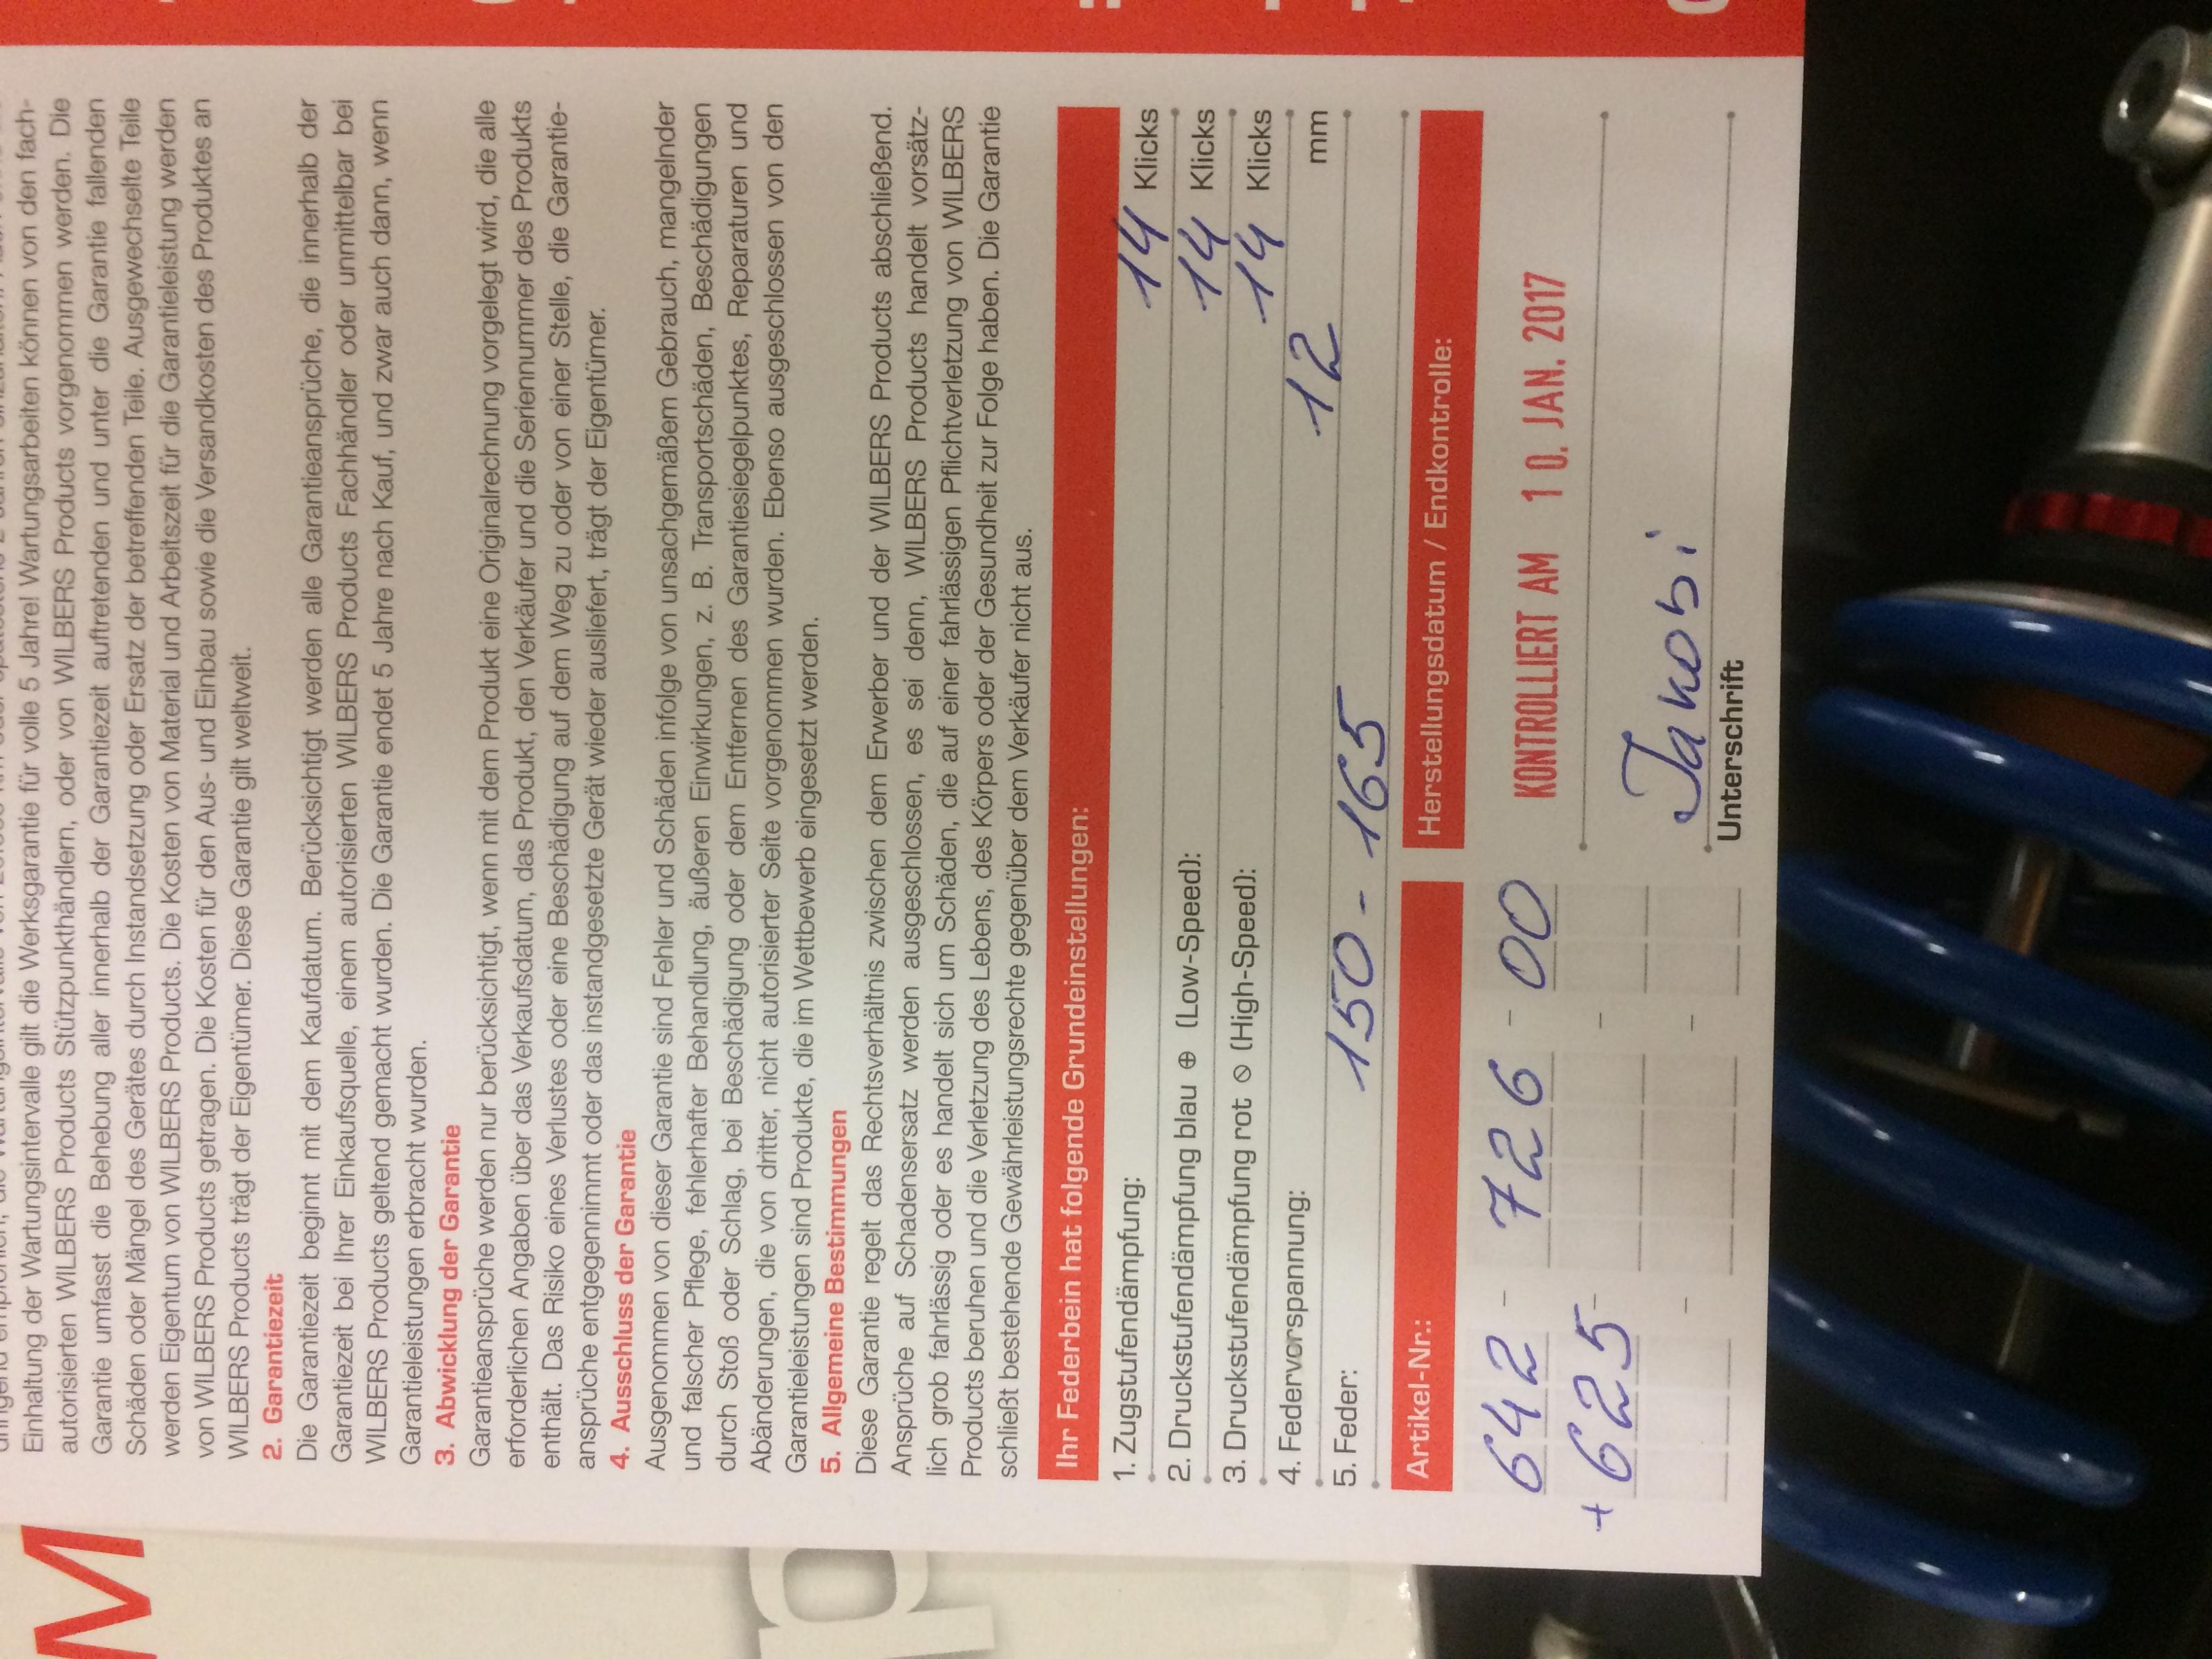 Einhaltung der Wartungsintervalle gilt die Werksgarantie für volle 5 Jahre! Wartungsarbeiten können von den fach-
autorisierten WILBERS Products Stützpunkthändlern, oder von WILBERS Products vorgenommen werden. Die
Garantie umfasst die Behebung aller innerhalb der Garantiezeit auftretenden und unter die Garantie fallenden
Schäden oder Mängel des Gerätes durch Instandsetzung oder Ersatz der betreffenden Teile. Ausgewechselte Teile
werden Eigentum von WILBERS Products. Die Kosten von Material und Arbeitszeit für die Garantieleistung werden
von WILBERS Products getragen. Die Kosten für den Aus- und Einbau sowie die Versandkosten des Produktes an
WILBERS Products trägt der Eigentümer. Diese Garantie gilt weltweit.
2. Garantiezeit
Die Garantiezeit beginnt mit dem Kaufdatum. Berücksichtigt werden alle Garantieansprüche, die innerhalb der
Garantiezeit bei Ihrer Einkaufsquelle, einem autorisierten WILBERS Products Fachhändler oder unmittelbar bei
WILBERS Products geltend gemacht wurden. Die Garantie endet 5 Jahre nach Kauf, und zwar auch dann, wenn
Garantieleistungen erbracht wurden.
3. Abwicklung der Garantie
Garantieansprüche werden nur berücksichtigt, wenn mit dem Produkt eine Originalrechnung vorgelegt wird, die alle
erforderlichen Angaben über das Verkaufsdatum, das Produkt, den Verkäufer und die Seriennummer des Produkts
enthält. Das Risiko eines Verlustes oder eine Beschädigung auf dem Weg zu oder von einer Stelle, die Garantie-
ansprüche entgegennimmt oder das instandgesetzte Gerät wieder ausliefert, trägt der Eigentümer.
4. Ausschluss der Garantie
Ausgenommen von dieser Garantie sind Fehler und Schäden infolge von unsachgemäßem Gebrauch, mangelnder
und falscher Pflege, fehlerhafter Behandlung, äußeren Einwirkungen, z. B. Transportschäden, Beschädigungen
durch Stoß oder Schlag, bei Beschädigung oder dem Entfernen des Garantiesiegelpunktes, Reparaturen und
Abänderungen, die von dritter, nicht autorisierter Seite vorgenommen wurden. Ebenso ausgeschlossen von den
Garantieleistungen sind Produkte, die im Wettbewerb eingesetzt werden.
5. Allgemeine Bestimmungen
Diese Garantie regelt das Rechtsverhältnis zwischen dem Erwerber und der WILBERS Products abschließend.
Ansprüche auf Schadensersatz werden ausgeschlossen, es sei denn, WILBERS Products handelt vorsätz-
lich grob fahrlässig oder es handelt sich um Schäden, die auf einer fahrlässigen Pflichtverletzung von WILBERS
Products beruhen und die Verletzung des Lebens, des Körpers oder der Gesundheit zur Folge haben. Die Garantie
schließt bestehende Gewährleistungsrechte gegenüber dem Verkäufer nicht aus.
Ihr Federbein hat folgende Grundeinstellungen:
1. Zugstufendämpfung: 14 Klicks
2. Druckstufendämpfung blau ⊕ (Low-Speed): 14 Klicks
3. Druckstufendämpfung rot ⊘ (High-Speed): 14 Klicks
4. Federvorspannung: 12 mm
5. Feder: 150 - 165
Artikel-Nr.: Herstellungsdatum / Endkontrolle:
642 - 726 - 00 KONTROLLIERT AM 10. JAN. 2017
+ 625 - -
- - Jakobi
Unterschrift